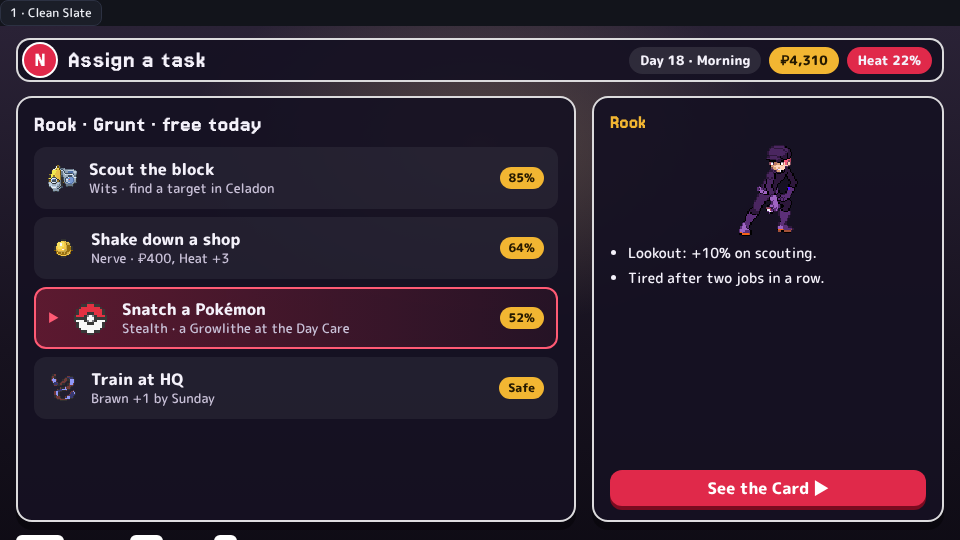 1 · Clean Slate
N
Assign a task
Day 18 · Morning
₽4,310
Heat 22%
Rook · Grunt · free today
Scout the block
Wits · find a target in Celadon
85%
Shake down a shop
Nerve · ₽400, Heat +3
64%
Snatch a Pokémon
Stealth · a Growlithe at the Day Care
52%
Train at HQ
Brawn +1 by Sunday
Safe
Rook
• Lookout: +10% on scouting.
• Tired after two jobs in a row.
See the Card ▶